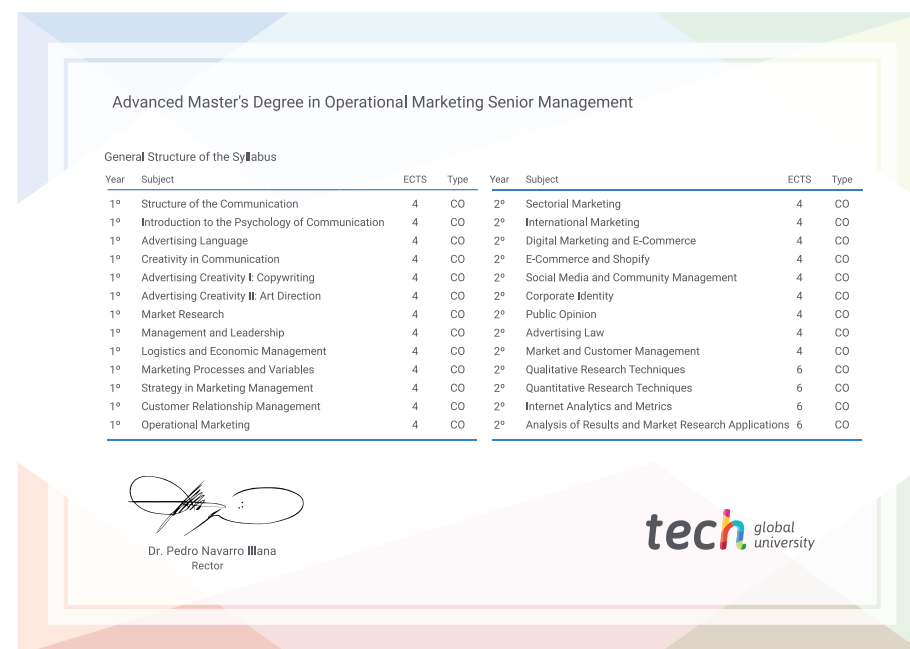 Advanced Master's Degree in Operational Marketing Senior Management
General Structure of the Syllabus
Year Subject ECTS Type
1º Structure of the Communication 4 CO
1º Introduction to the Psychology of Communication 4 CO
1º Advertising Language 4 CO
1º Creativity in Communication 4 CO
1º Advertising Creativity I: Copywriting 4 CO
1º Advertising Creativity II: Art Direction 4 CO
1º Market Research 4 CO
1º Management and Leadership 4 CO
1º Logistics and Economic Management 4 CO
1º Marketing Processes and Variables 4 CO
1º Strategy in Marketing Management 4 CO
1º Customer Relationship Management 4 CO
1º Operational Marketing 4 CO
Year Subject ECTS Type
2º Sectorial Marketing 4 CO
2º International Marketing 4 CO
2º Digital Marketing and E-Commerce 4 CO
2º E-Commerce and Shopify 4 CO
2º Social Media and Community Management 4 CO
2º Corporate Identity 4 CO
2º Public Opinion 4 CO
2º Advertising Law 4 CO
2º Market and Customer Management 4 CO
2º Qualitative Research Techniques 6 CO
2º Quantitative Research Techniques 6 CO
2º Internet Analytics and Metrics 6 CO
2º Analysis of Results and Market Research Applications 6 CO
Dr. Pedro Navarro Illana
Rector
tech global
university